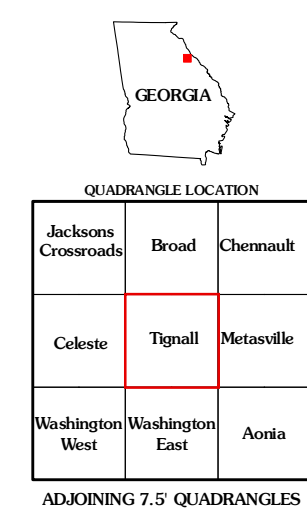 GEORGIA
QUADRANGLE LOCATION
Jacksons
Crossroads
Broad
Chennault
Celeste
Tignall
Metasville
Washington
West
Washington
East
Aonia
ADJOINING 7.5' QUADRANGLES